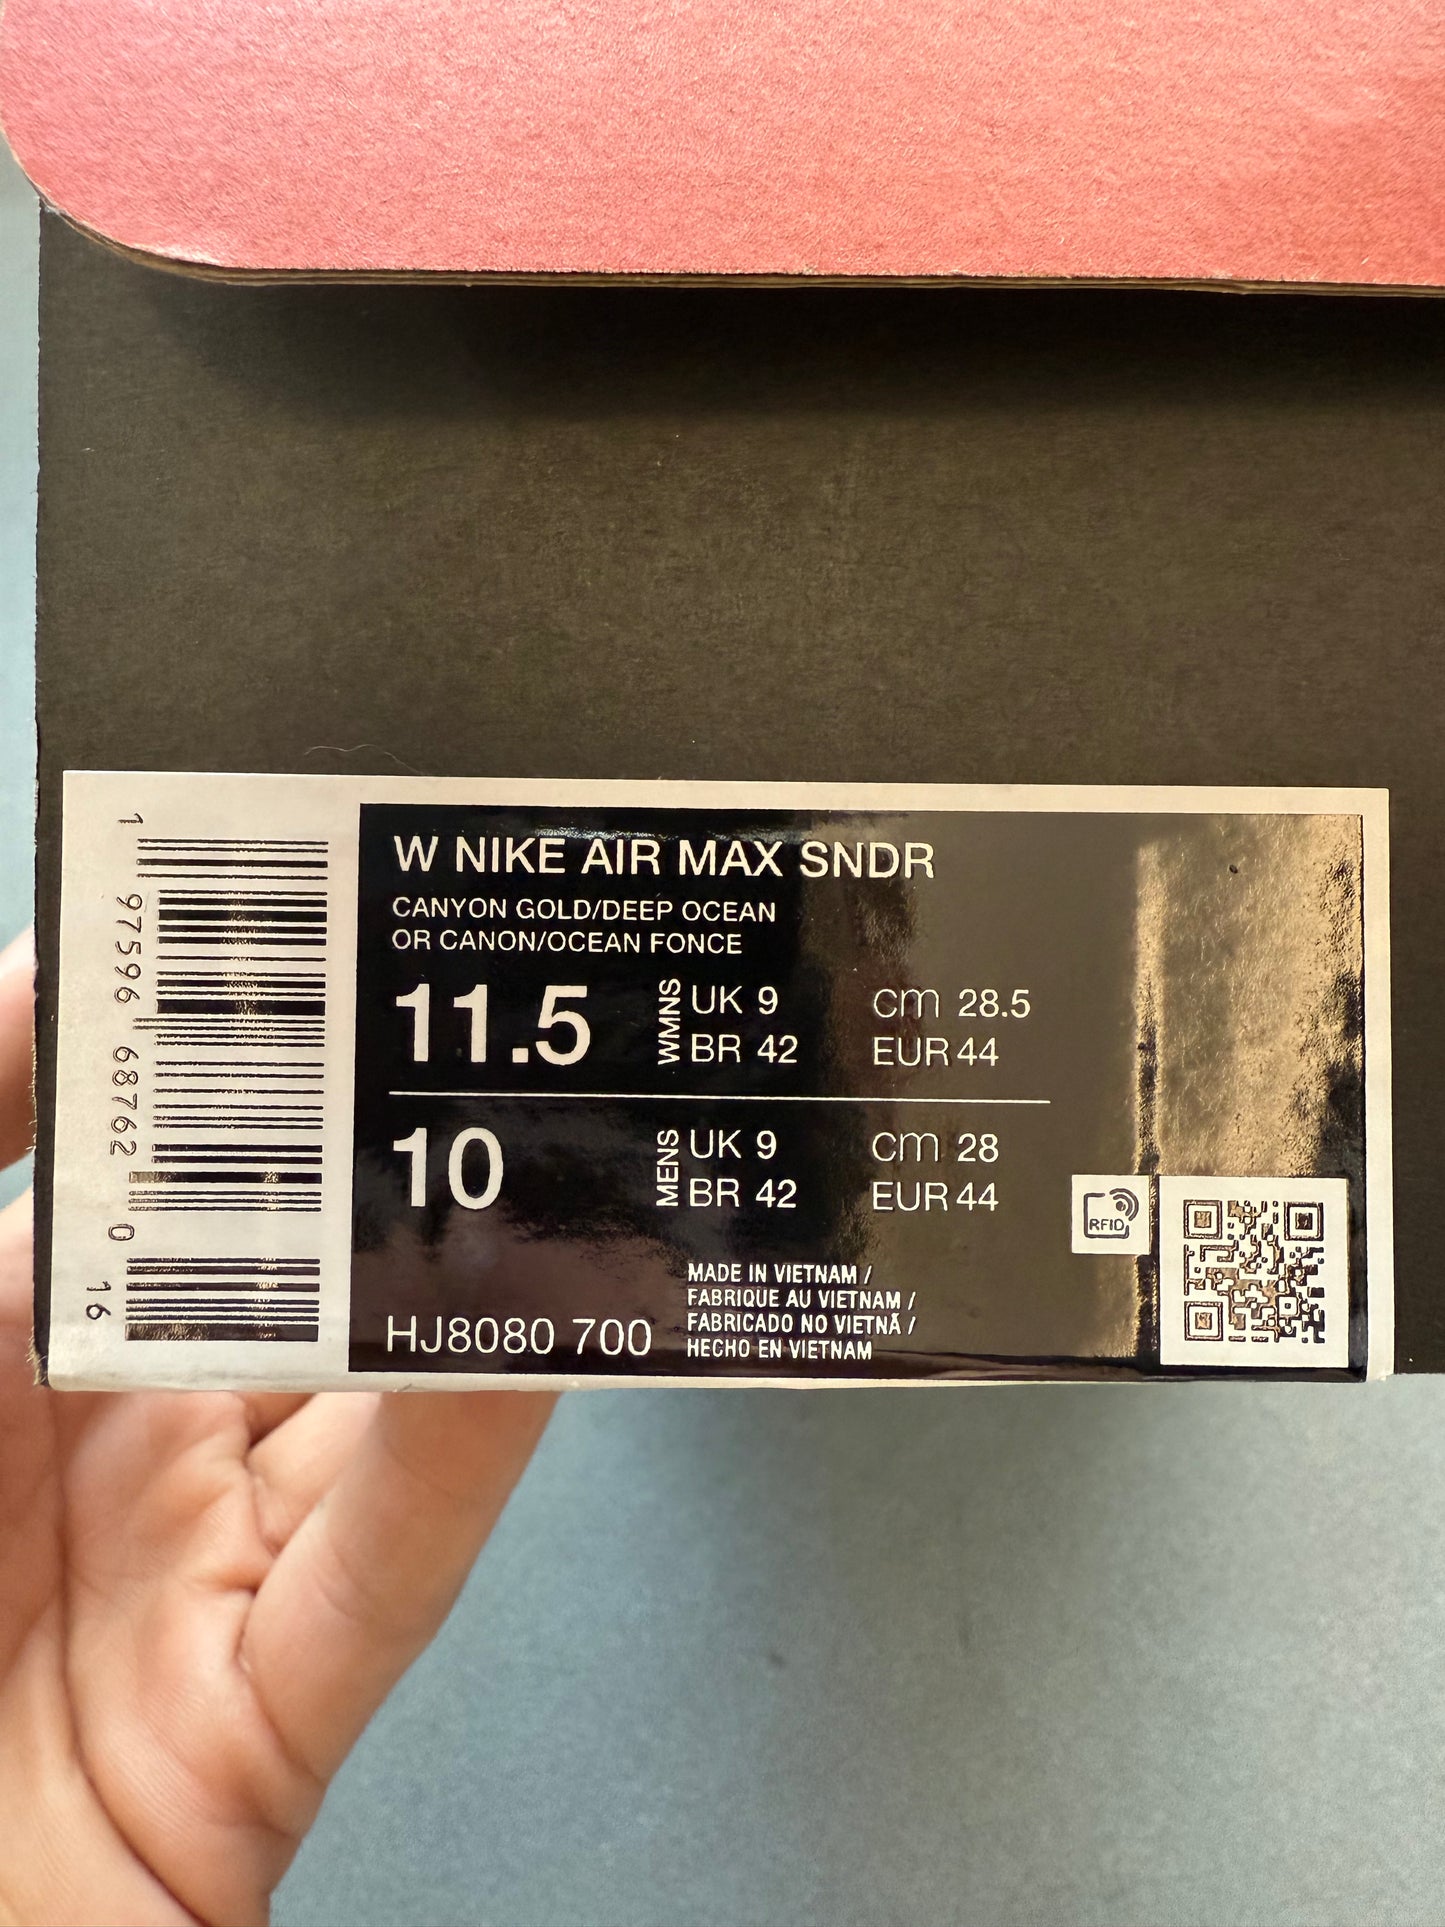 1 97596 68762 0 16
W NIKE AIR MAX SNDR
CANYON GOLD/DEEP OCEAN
OR CANON/OCEAN FONCE
11.5 WMNS UK 9 cm 28.5
BR 42 EUR 44
10 MENS UK 9 cm 28
BR 42 EUR 44
RFID
HJ8080 700
MADE IN VIETNAM /
FABRIQUE AU VIETNAM /
FABRICADO NO VIETNÃ /
HECHO EN VIETNAM